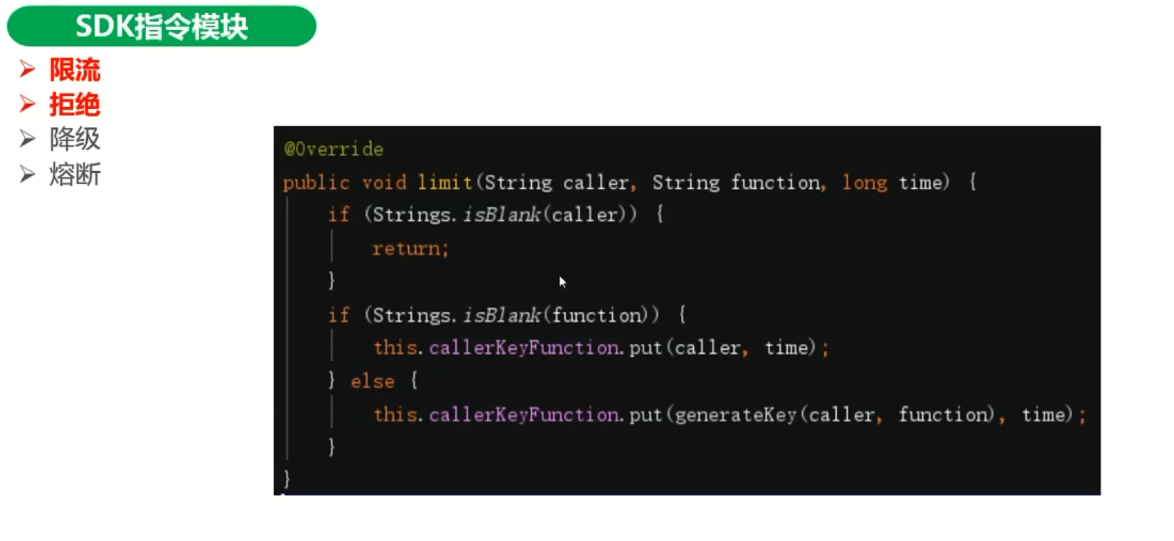 SDK指令模块
限流
拒绝
降级
熔断
@Override
public void limit(String caller, String function, long time) {
if (Strings.isBlank(caller)) {
return;
}
if (Strings.isBlank(function)) {
this.callerKeyFunction.put(caller, time);
} else {
this.callerKeyFunction.put(generateKey(caller, function), time);
}
}